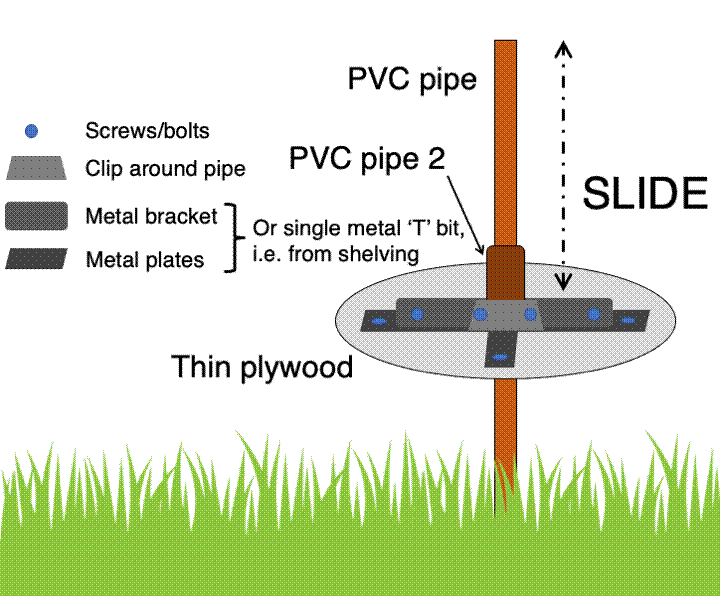 PVC pipe
Screws/bolts
PVC pipe 2
Clip around pipe
SLIDE
Metal bracket
Or single metal ‘T’ bit,
i.e. from shelving
Metal plates
Thin plywood